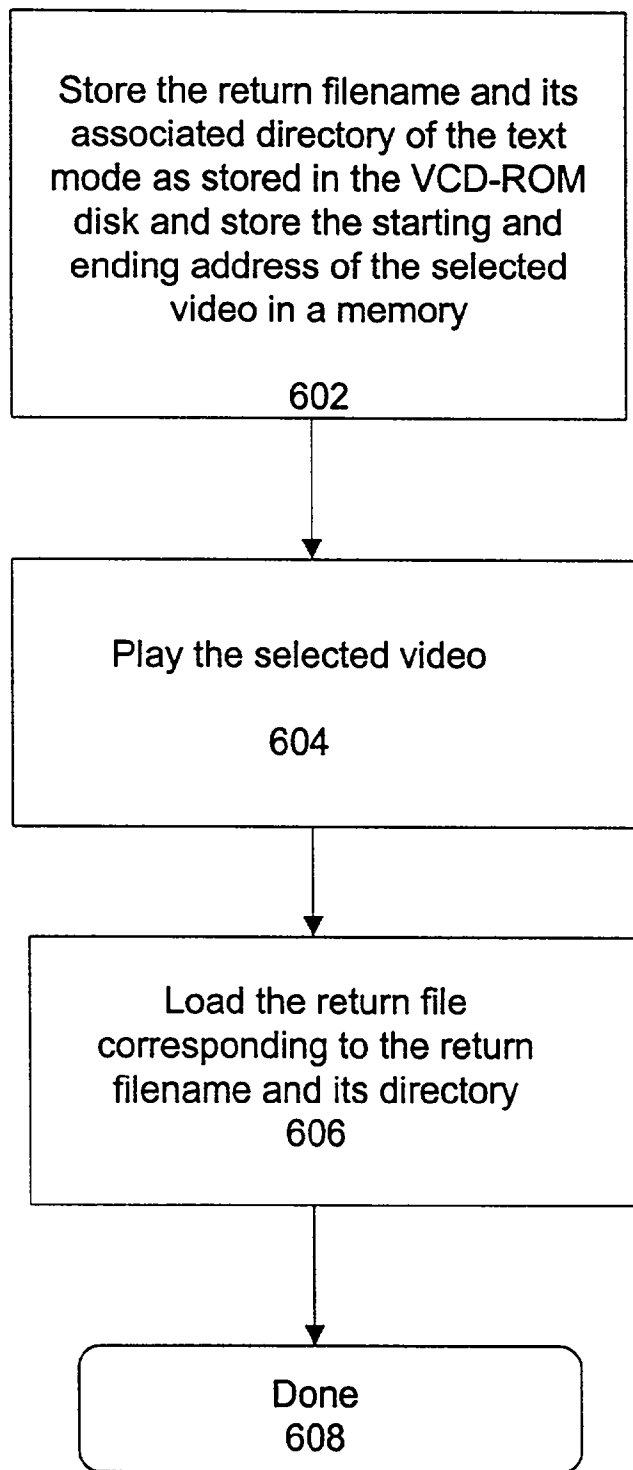 Store the return filename and its
associated directory of the text
mode as stored in the VCD-ROM
disk and store the starting and
ending address of the selected
video in a memory
602
Play the selected video
604
Load the return file
corresponding to the return
filename and its directory
606
Done
608